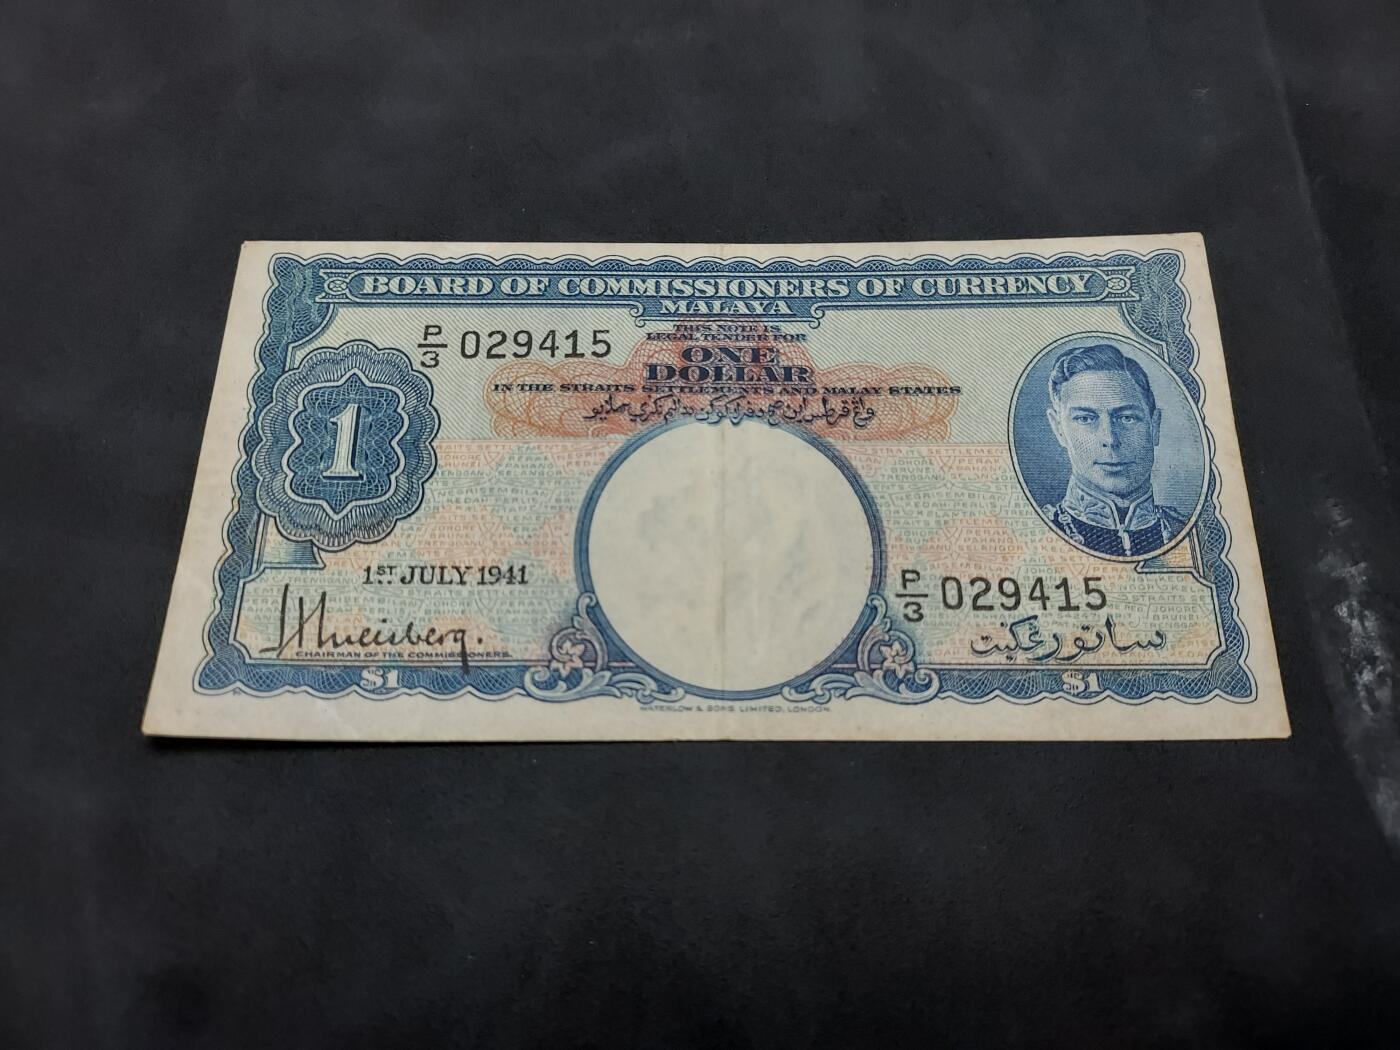 BOARD OF COMMISSIONERS OF CURRENCY
MALAYA
P/3 029415
THIS NOTE IS
LEGAL TENDER FOR
ONE
DOLLAR
IN THE STRAITS SETTLEMENTS AND MALAY STATES
1
1ST JULY 1941
P/3 029415
CHAIRMAN OF THE COMMISSIONERS.
ساتو رڠݢيت
$1
$1
WATERLOW & SONS LIMITED, LONDON